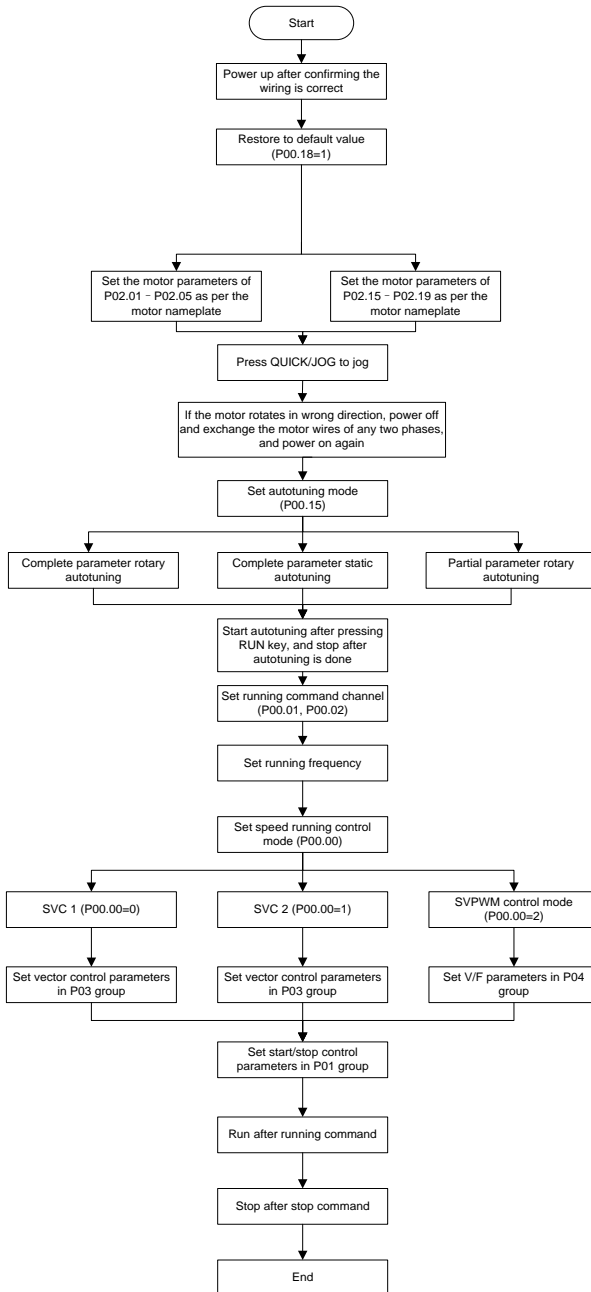 Start
Power up after confirming the
wiring is correct
Restore to default value
(P00.18=1)
Set the motor parameters of
P02.01﹣P02.05 as per the
motor nameplate
Set the motor parameters of
P02.15﹣P02.19 as per the
motor nameplate
Press QUICK/JOG to jog
If the motor rotates in wrong direction, power off
and exchange the motor wires of any two phases,
and power on again
Set autotuning mode
(P00.15)
Complete parameter rotary
autotuning
Complete parameter static
autotuning
Partial parameter rotary
autotuning
Start autotuning after pressing
RUN key, and stop after
autotuning is done
Set running command channel
(P00.01, P00.02)
Set running frequency
Set speed running control
mode (P00.00)
SVC 1 (P00.00=0)
SVC 2 (P00.00=1)
SVPWM control mode
(P00.00=2)
Set vector control parameters
in P03 group
Set vector control parameters
in P03 group
Set V/F parameters in P04
group
Set start/stop control
parameters in P01 group
Run after running command
Stop after stop command
End